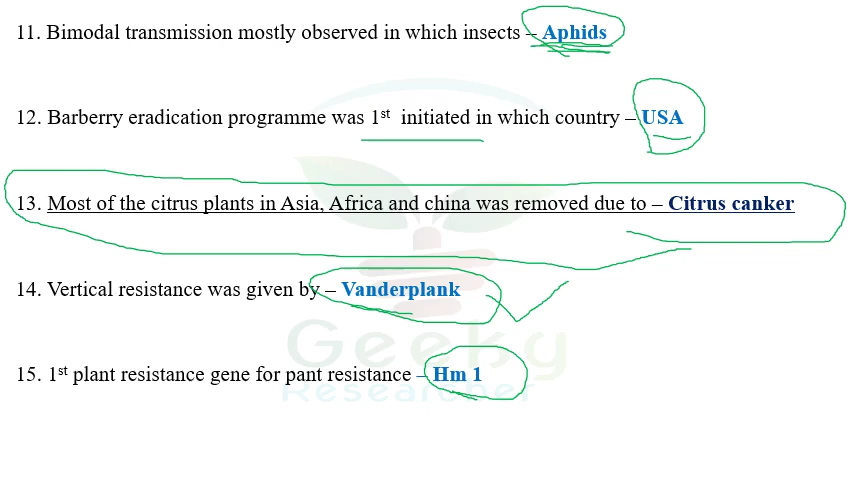 11. Bimodal transmission mostly observed in which insects – Aphids
12. Barberry eradication programme was 1st initiated in which country – USA
13. Most of the citrus plants in Asia, Africa and china was removed due to – Citrus canker
14. Vertical resistance was given by – Vanderplank
Geeky
15. 1st plant resistance gene for pant resistance – Hm 1
Researcher